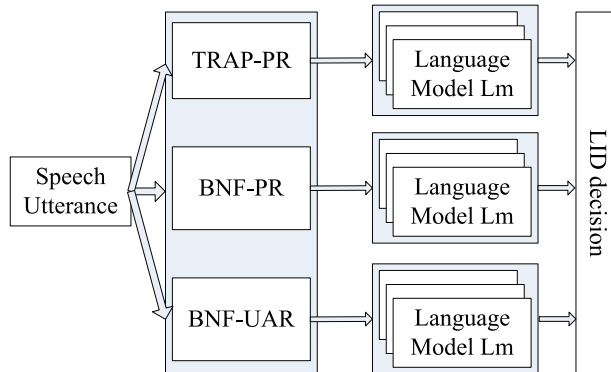 Speech
Utterance
TRAP-PR
Language
Model Lm
BNF-PR
Language
Model Lm
BNF-UAR
Language
Model Lm
LID decision